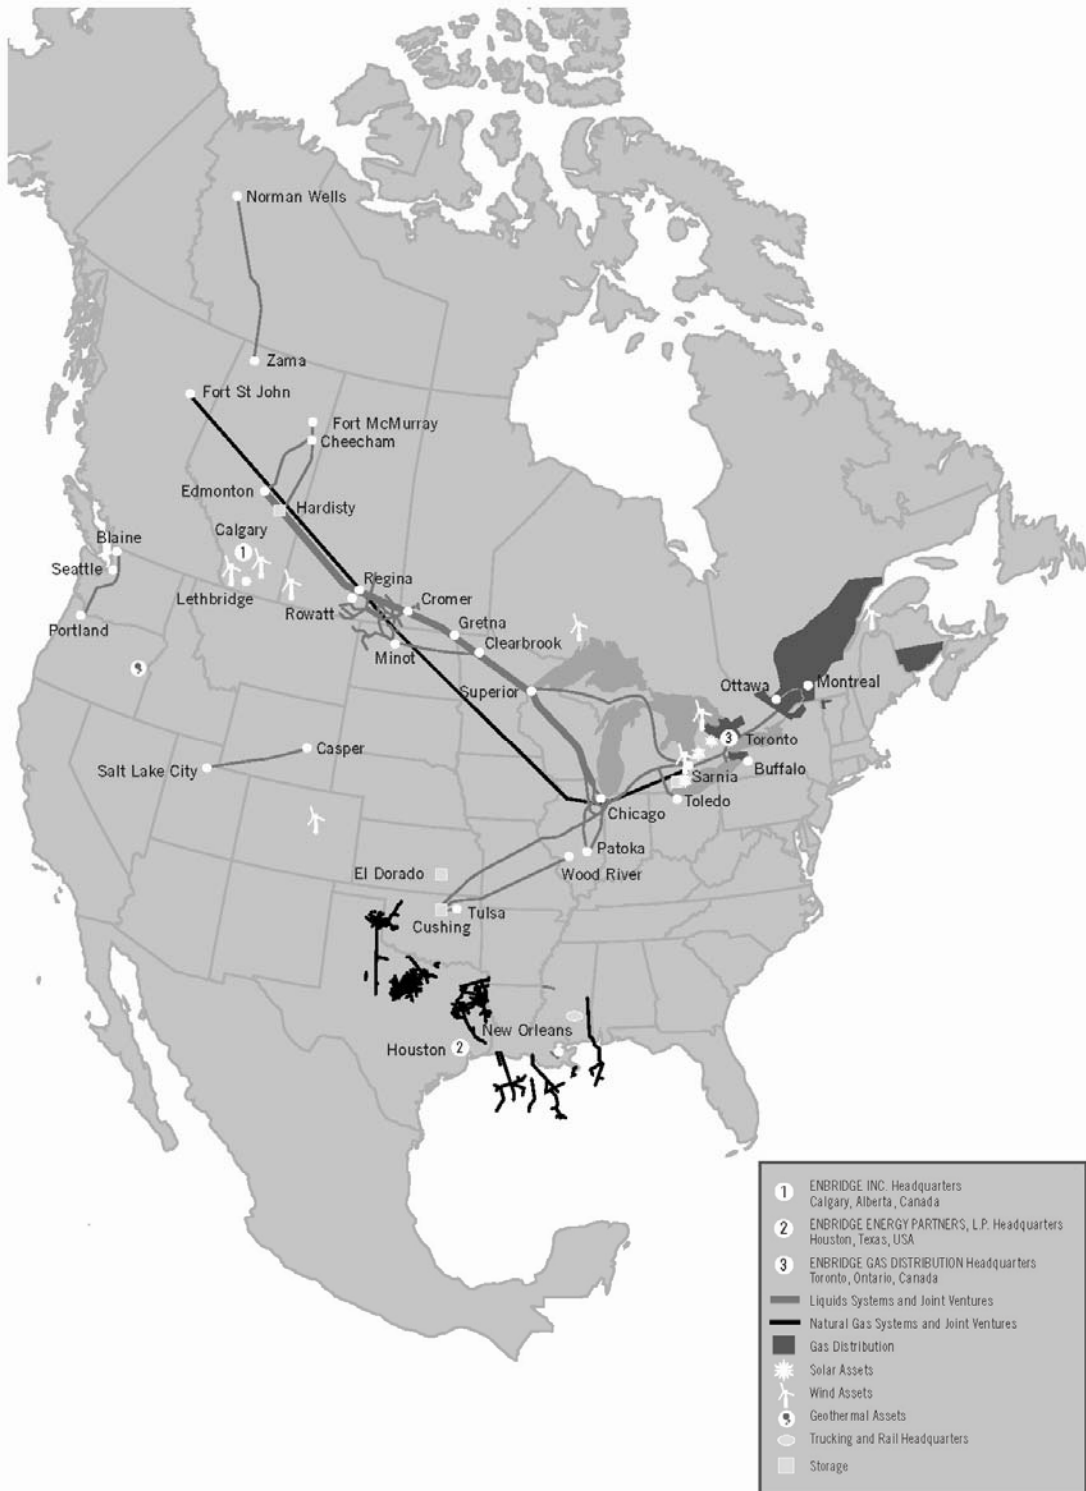 Norman Wells
Zama
Fort St John
Fort McMurray
Cheecham
Edmonton
Hardisty
Calgary
1
Blaine
Seattle
Lethbridge
Portland
Regina
Rowatt
Cromer
Gretna
Clearbrook
Minot
Superior
Ottawa
Montreal
3
Toronto
Buffalo
Sarnia
Toledo
Casper
Salt Lake City
Chicago
Patoka
Wood River
El Dorado
Tulsa
Cushing
New Orleans
Houston
2
1
ENBRIDGE INC. Headquarters
Calgary, Alberta, Canada
2
ENBRIDGE ENERGY PARTNERS, L.P. Headquarters
Houston, Texas, USA
3
ENBRIDGE GAS DISTRIBUTION Headquarters
Toronto, Ontario, Canada
Liquids Systems and Joint Ventures
Natural Gas Systems and Joint Ventures
Gas Distribution
Solar Assets
Wind Assets
Geothermal Assets
Trucking and Rail Headquarters
Storage